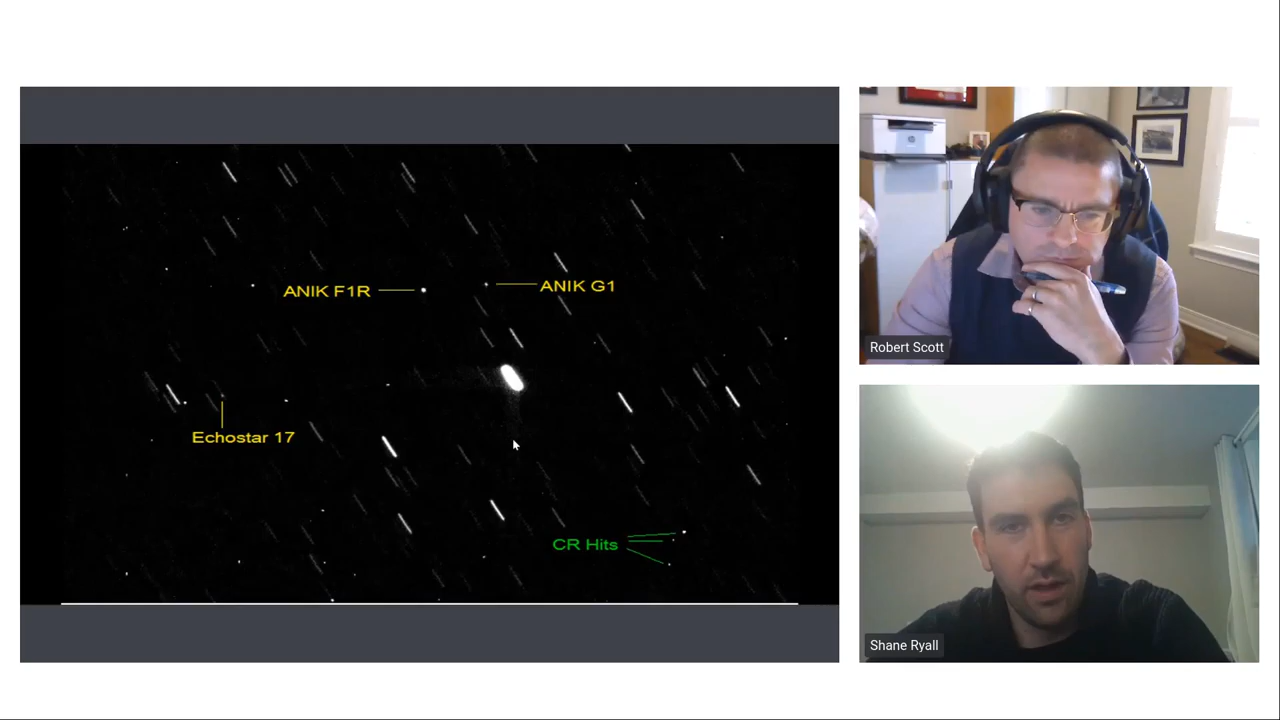 ANIK F1R
ANIK G1
Echostar 17
CR Hits
Robert Scott
Shane Ryall